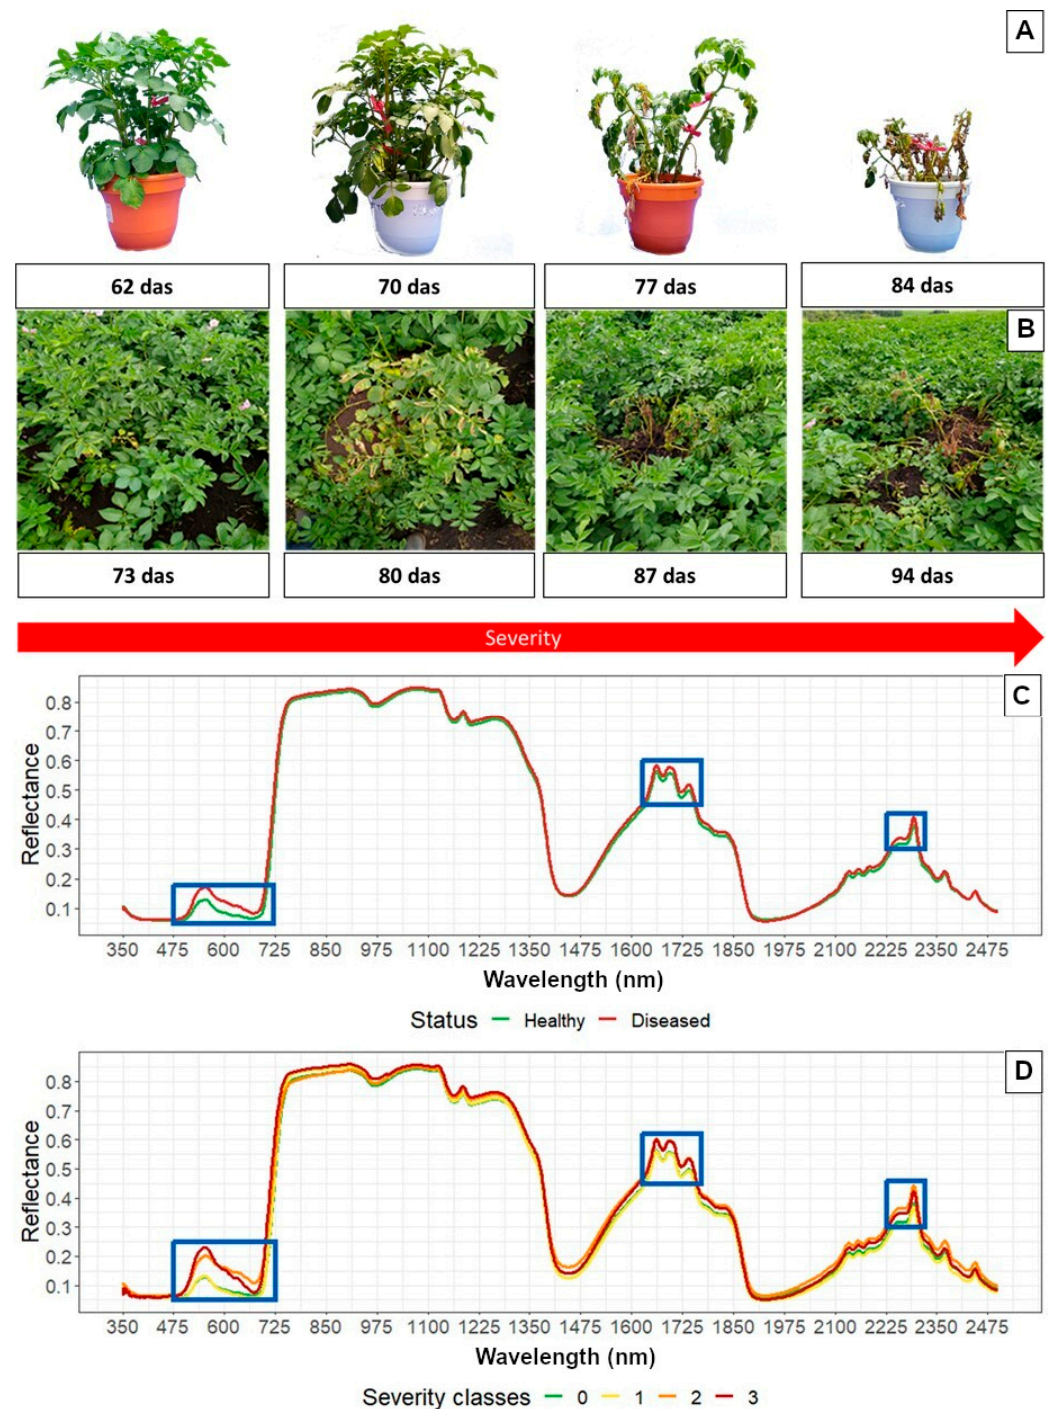 A
62 das 70 das 77 das 84 das
B
73 das 80 das 87 das 94 das
Severity
C
Reflectance
0.8
0.7
0.6
0.5
0.4
0.3
0.2
0.1
350 475 600 725 850 975 1100 1225 1350 1475 1600 1725 1850 1975 2100 2225 2350 2475
Wavelength (nm)
Status Healthy Diseased
D
Reflectance
0.8
0.7
0.6
0.5
0.4
0.3
0.2
0.1
350 475 600 725 850 975 1100 1225 1350 1475 1600 1725 1850 1975 2100 2225 2350 2475
Wavelength (nm)
Severity classes 0 1 2 3